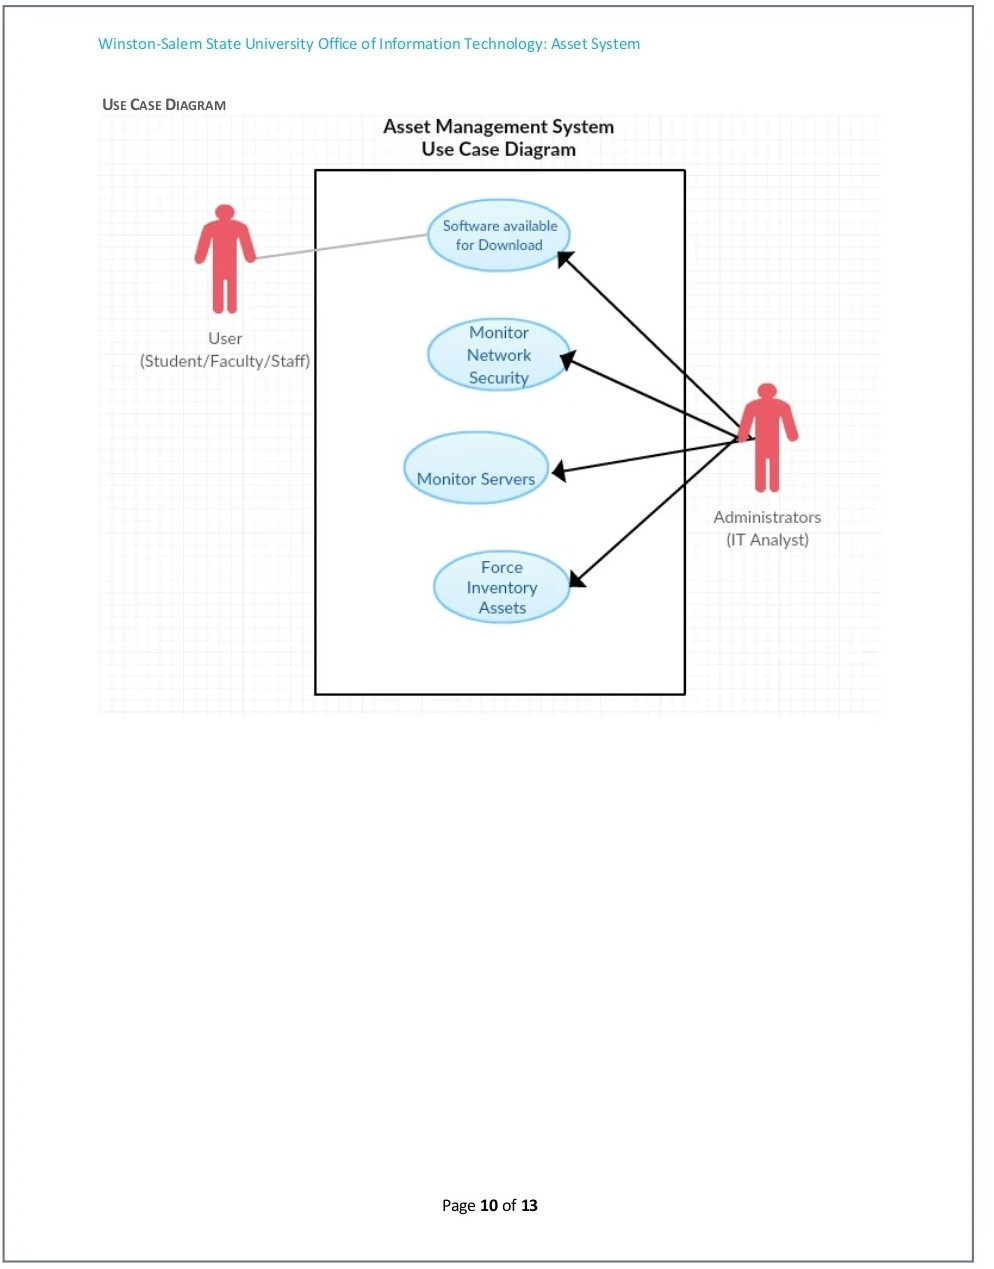 Winston-Salem State University Office of Information Technology: Asset System
USE CASE DIAGRAM
Asset Management System
Use Case Diagram
Software available
for Download
User
(Student/Faculty/Staff)
Monitor
Network
Security
Monitor Servers
Administrators
(IT Analyst)
Force
Inventory
Assets
Page 10 of 13